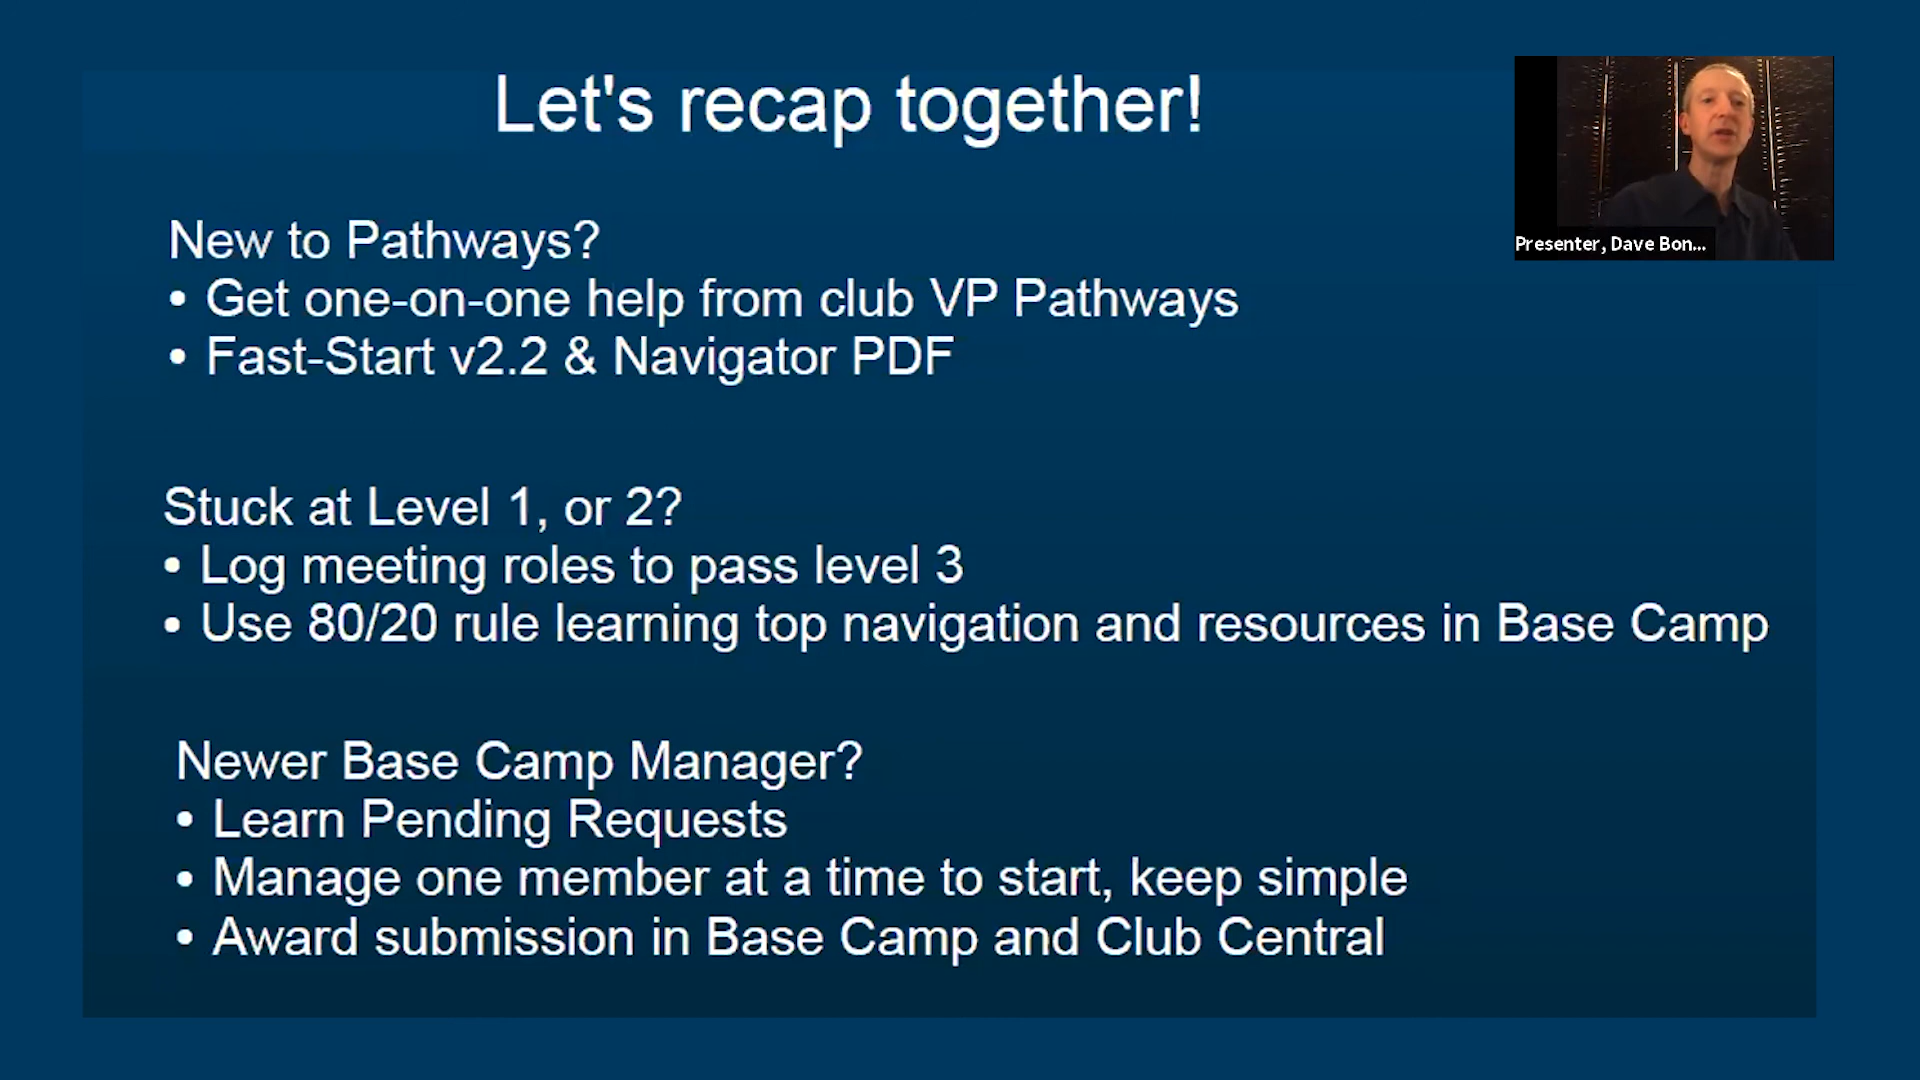 Let's recap together!
Presenter, Dave Bon...
New to Pathways?
• Get one-on-one help from club VP Pathways
• Fast-Start v2.2 & Navigator PDF
Stuck at Level 1, or 2?
• Log meeting roles to pass level 3
• Use 80/20 rule learning top navigation and resources in Base Camp
Newer Base Camp Manager?
• Learn Pending Requests
• Manage one member at a time to start, keep simple
• Award submission in Base Camp and Club Central